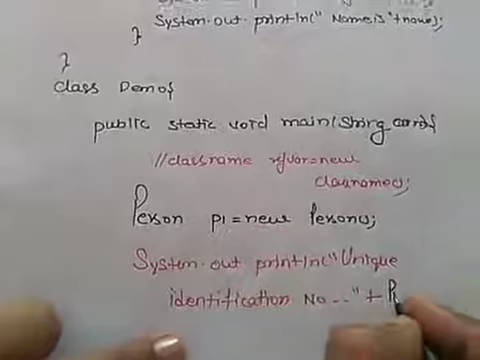 System.out.println(" Name is "+name);
}
}
class Demo{
public static void main(String args){
//classname refvar=new
classname();
Person p1=new Person();
System.out.println("Unique
identification No.. "+P